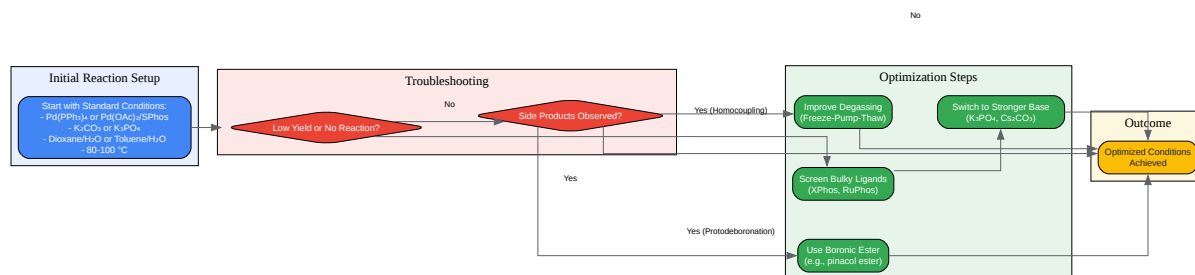 No
Initial Reaction Setup
Start with Standard Conditions:
- Pd(PPh₃)₄ or Pd(OAc)₂/SPhos
- K₂CO₃ or K₃PO₄
- Dioxane/H₂O or Toluene/H₂O
- 80-100 °C
Troubleshooting
Low Yield or No Reaction?
No
Side Products Observed?
Yes
Yes (Homocoupling)
Yes (Protodeboronation)
Optimization Steps
Improve Degassing
(Freeze-Pump-Thaw)
Switch to Stronger Base
(K₃PO₄, Cs₂CO₃)
Screen Bulky Ligands
(XPhos, RuPhos)
Use Boronic Ester
(e.g., pinacol ester)
Outcome
Optimized Conditions
Achieved